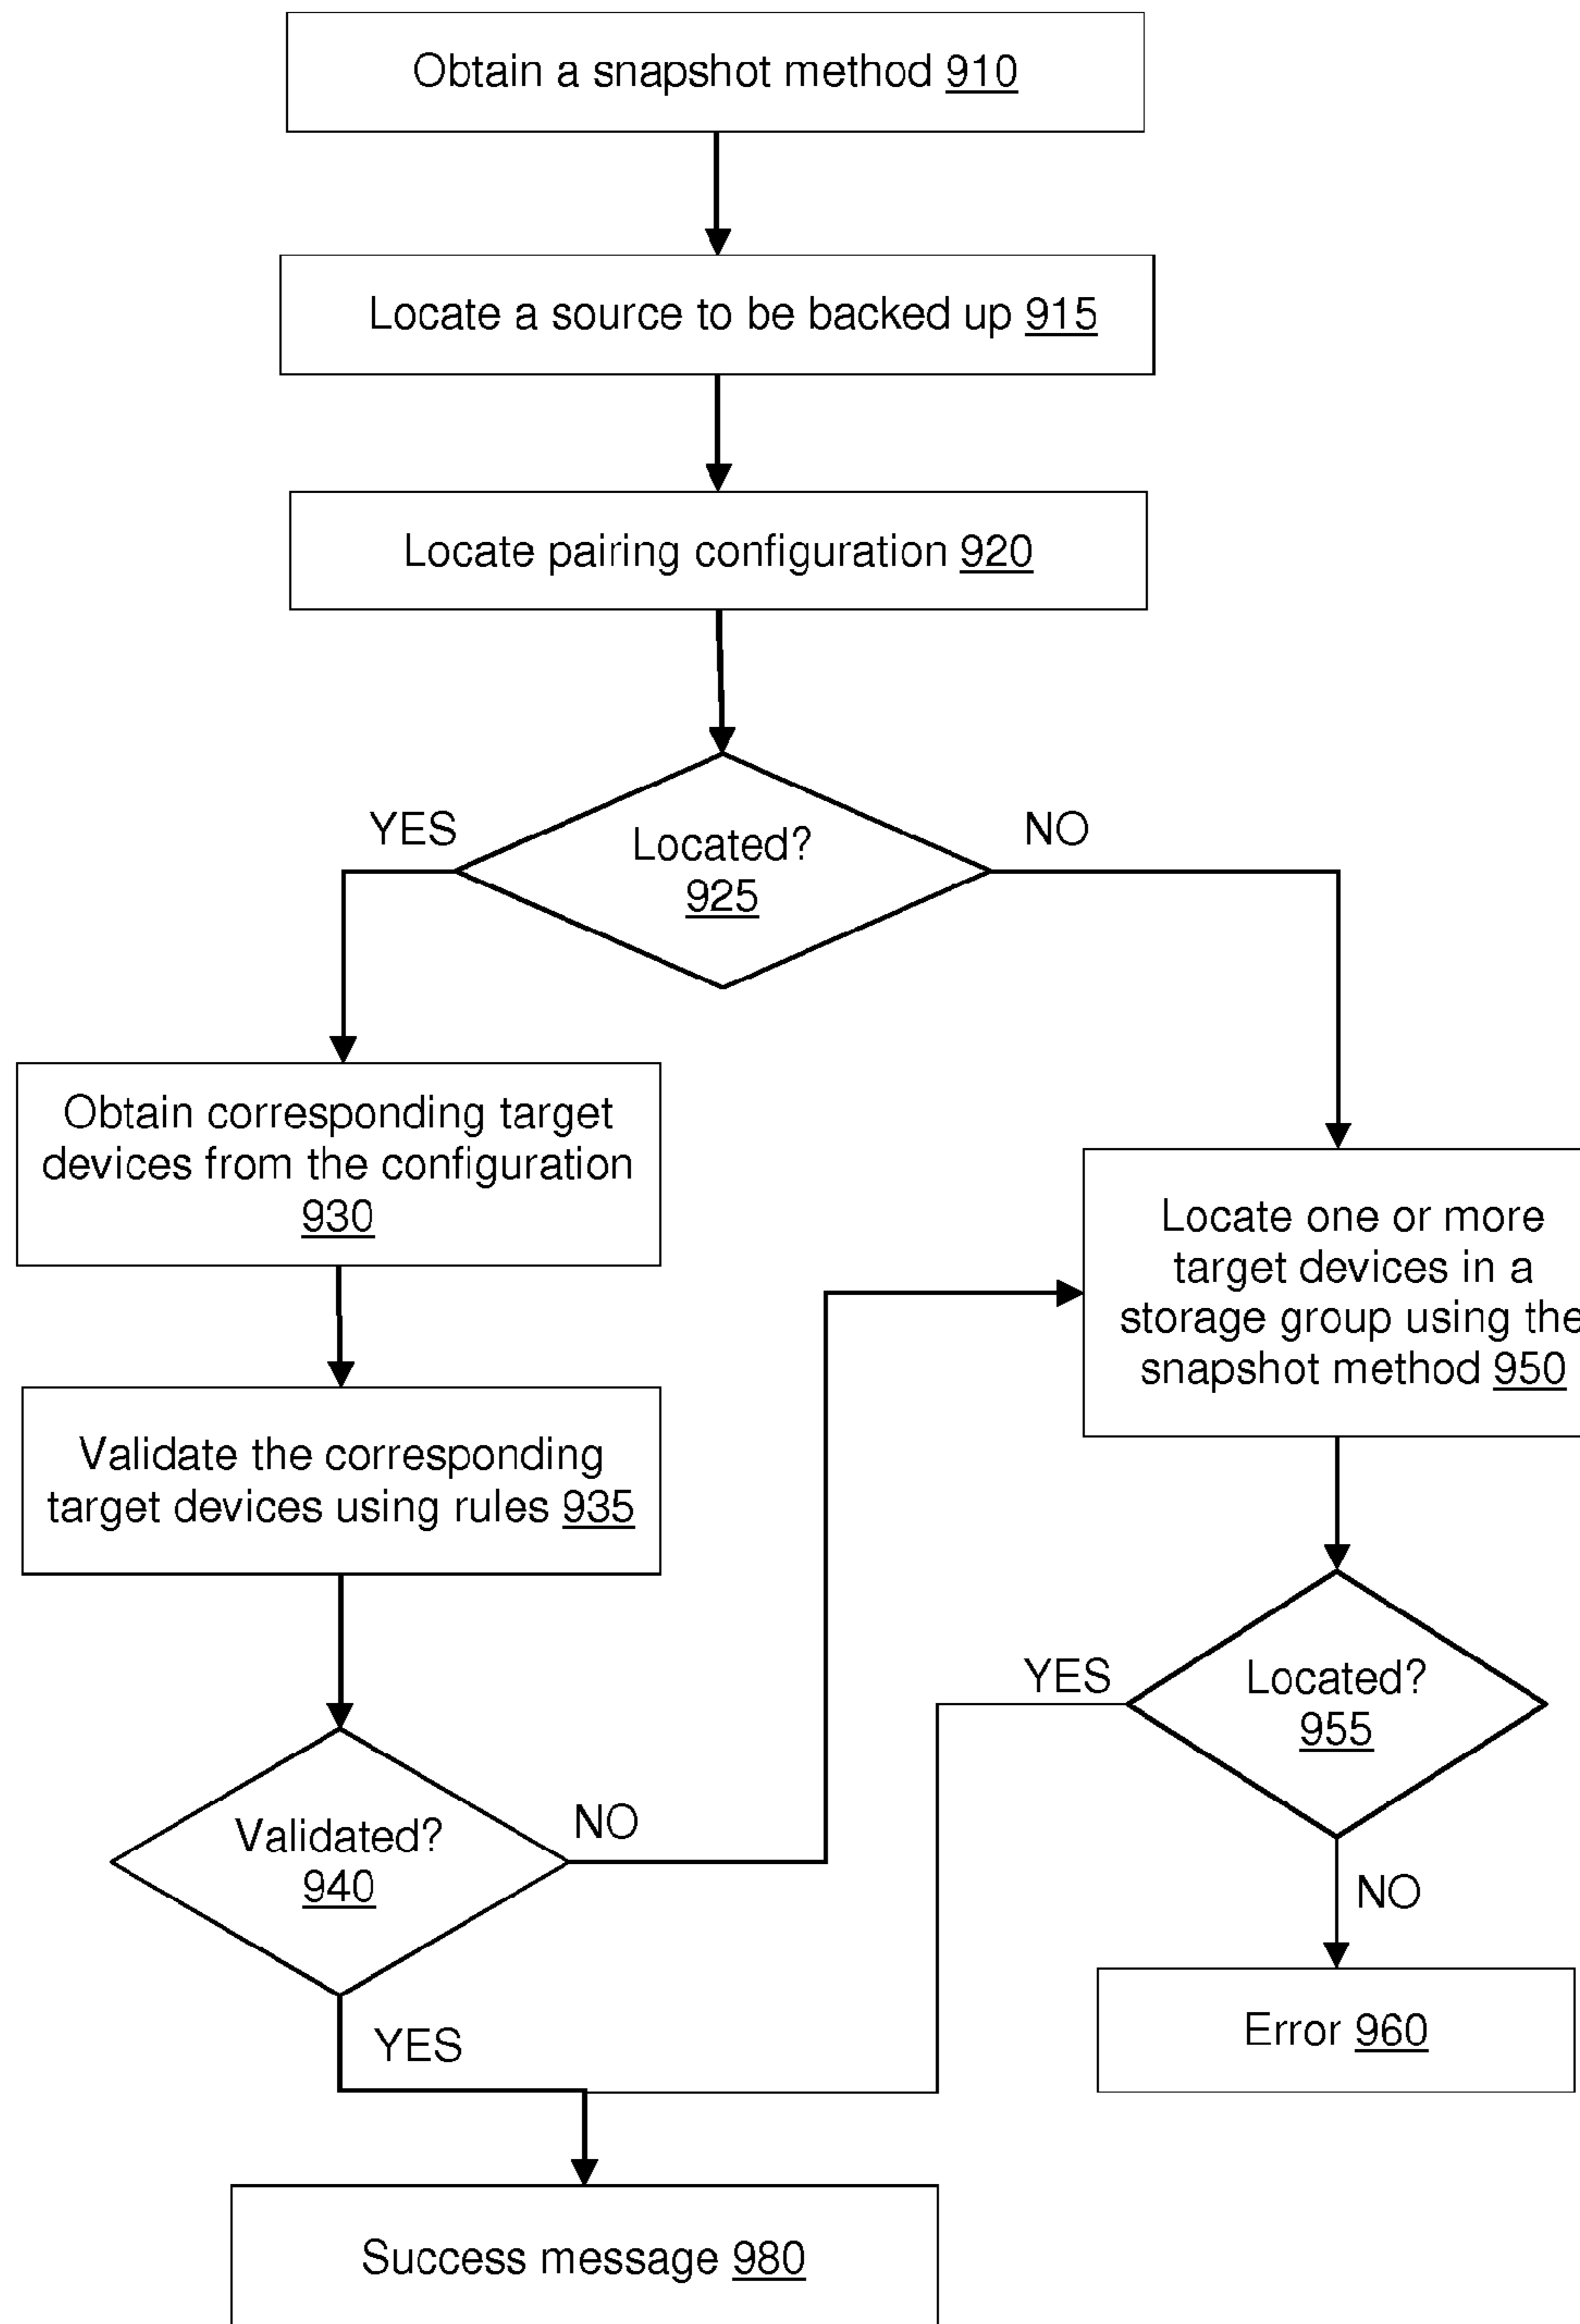 Obtain a snapshot method 910
Locate a source to be backed up 915
Locate pairing configuration 920
YES
NO
Located?
925
Obtain corresponding target
devices from the configuration
930
Locate one or more
target devices in a
storage group using the
snapshot method 950
Validate the corresponding
target devices using rules 935
YES
Located?
955
Validated?
940
NO
NO
YES
Error 960
Success message 980